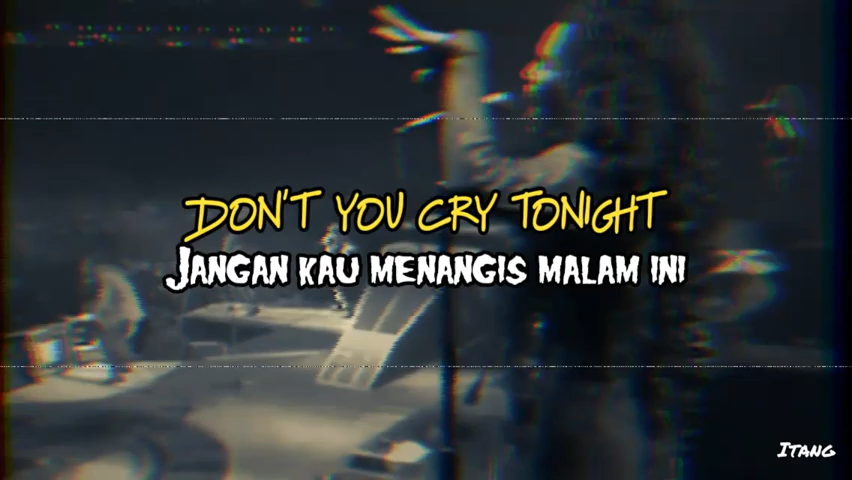 DON'T YOU CRY TONIGHT
JANGAN KAU MENANGIS MALAM INI
ITANG